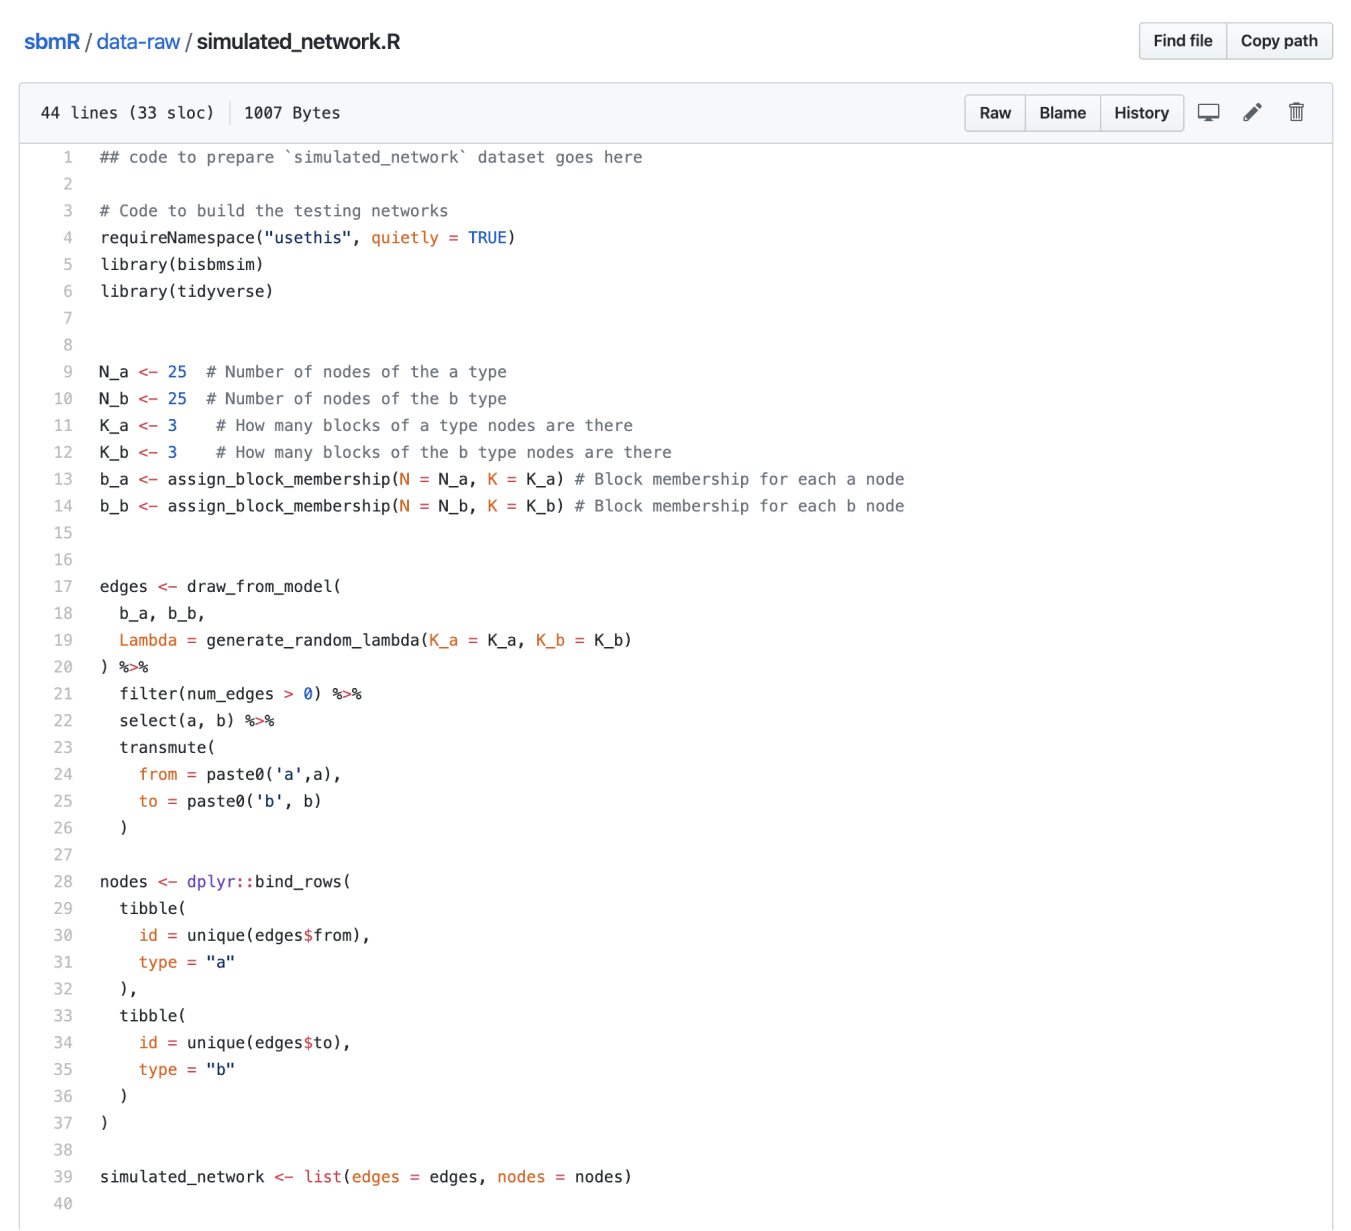 sbmR / data-raw / simulated_network.R
Find file Copy path
44 lines (33 sloc) 1007 Bytes
Raw Blame History
1 ## code to prepare `simulated_network` dataset goes here
2
3 # Code to build the testing networks
4 requireNamespace("usethis", quietly = TRUE)
5 library(bisbmsim)
6 library(tidyverse)
7
8
9 N_a <- 25  # Number of nodes of the a type
10 N_b <- 25  # Number of nodes of the b type
11 K_a <- 3    # How many blocks of a type nodes are there
12 K_b <- 3    # How many blocks of the b type nodes are there
13 b_a <- assign_block_membership(N = N_a, K = K_a) # Block membership for each a node
14 b_b <- assign_block_membership(N = N_b, K = K_b) # Block membership for each b node
15
16
17 edges <- draw_from_model(
18   b_a, b_b,
19   Lambda = generate_random_lambda(K_a = K_a, K_b = K_b)
20 ) %>%
21   filter(num_edges > 0) %>%
22   select(a, b) %>%
23   transmute(
24     from = paste0('a',a),
25     to = paste0('b', b)
26   )
27
28 nodes <- dplyr::bind_rows(
29   tibble(
30     id = unique(edges$from),
31     type = "a"
32   ),
33   tibble(
34     id = unique(edges$to),
35     type = "b"
36   )
37 )
38
39 simulated_network <- list(edges = edges, nodes = nodes)
40